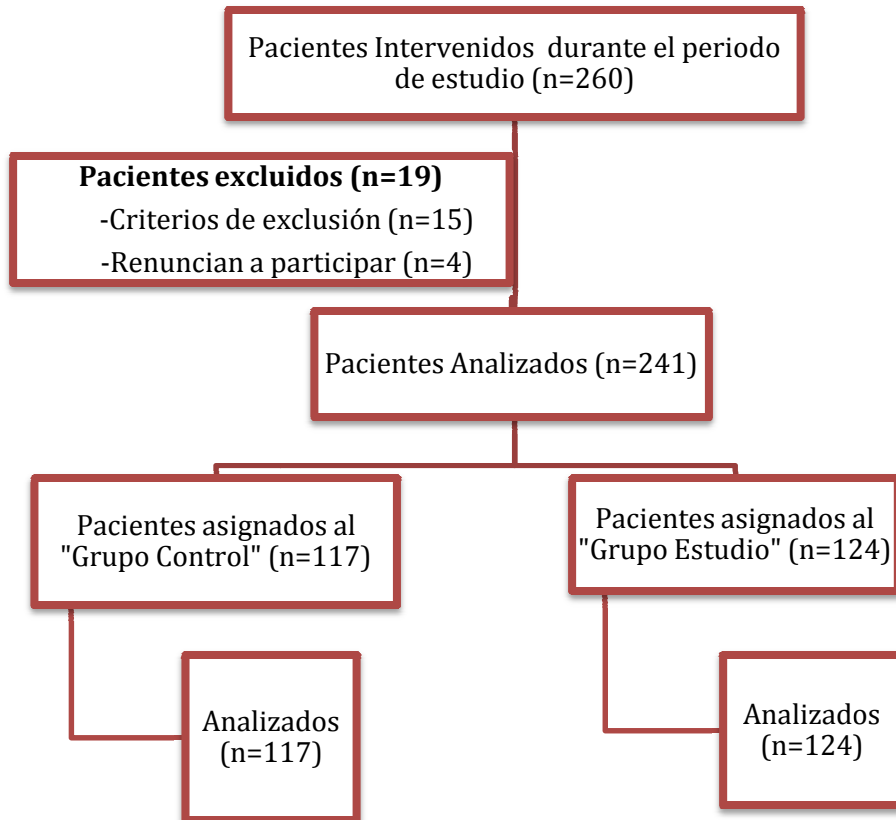 Pacientes Intervenidos durante el periodo
de estudio (n=260)
Pacientes excluidos (n=19)
-Criterios de exclusión (n=15)
-Renuncian a participar (n=4)
Pacientes Analizados (n=241)
Pacientes asignados al
"Grupo Control" (n=117)
Pacientes asignados al
"Grupo Estudio" (n=124)
Analizados
(n=117)
Analizados
(n=124)